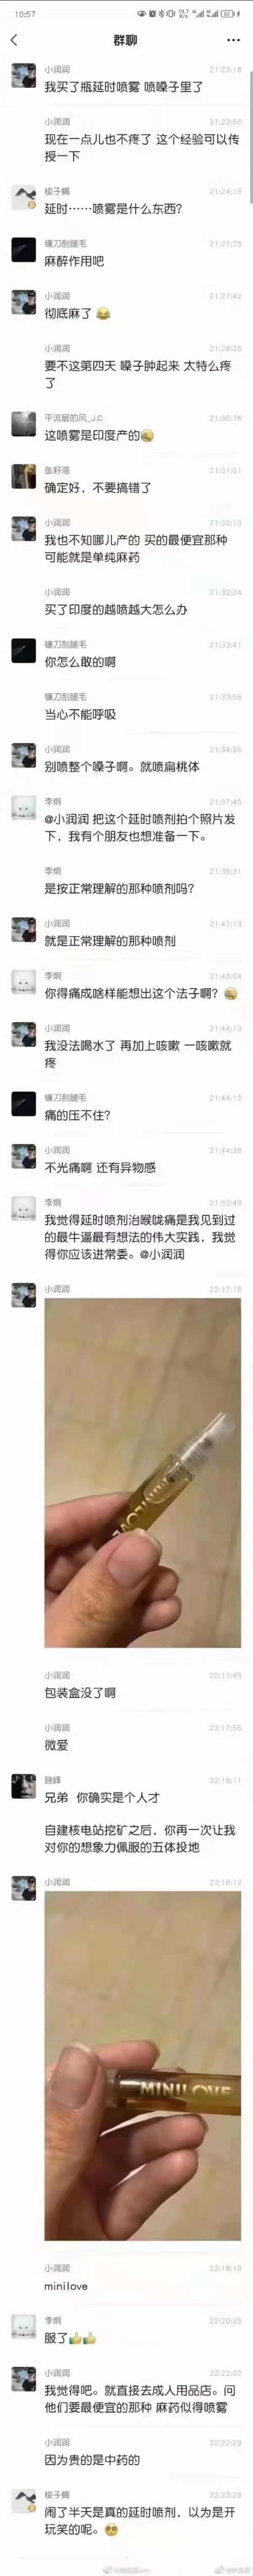 10:57
群聊
小润润
21:23:18
我买了瓶延时喷雾 喷嗓子里了
小润润
21:23:56
现在一点儿也不疼了 这个经验可以传
授一下
梭子蝎
21:24:16
延时……喷雾是什么东西?
镰刀刮腿毛
21:27:25
麻醉作用吧
小润润
21:27:42
彻底麻了
小润润
21:28:25
要不这第四天 嗓子肿起来 太特么疼
了
平流层的风_J.C
21:30:36
这喷雾是印度产的
鱼籽溶
21:31:01
确定好,不要搞错了
小润润
21:32:10
我也不知哪儿产的 买的最便宜那种
可能就是单纯麻药
小润润
21:32:34
买了印度的越喷越大怎么办
镰刀刮腿毛
21:33:41
你怎么敢的啊
镰刀刮腿毛
21:33:58
当心不能呼吸
小润润
21:34:36
别喷整个嗓子啊。就喷扁桃体
李炯
21:37:45
@小润润 把这个延时喷剂拍个照片发
下,我有个朋友也想准备一下。
李炯
21:39:31
是按正常理解的那种喷剂吗?
小润润
21:41:13
就是正常理解的那种喷剂
李炯
21:43:04
你得痛成啥样能想出这个法子啊?
小润润
21:44:10
我没法喝水了 再加上咳嗽 一咳嗽就
疼
镰刀刮腿毛
21:44:15
痛的压不住?
小润润
21:44:38
不光痛啊 还有异物感
李炯
21:52:49
我觉得延时喷剂治喉咙痛是我见到过
的最牛逼最有想法的伟大实践,我觉
得你应该进常委。@小润润
小润润
22:17:18
小润润
22:17:45
包装盒没了啊
小润润
22:17:56
微爱
晓峰
22:18:11
兄弟 你确实是个人才
自建核电站挖矿之后,你再一次让我
对你的想象力佩服的五体投地
小润润
22:18:12
MINILOVE
小润润
22:18:18
minilove
李炯
22:20:35
服了
小润润
22:22:02
我觉得吧。就直接去成人用品店。问
他们要最便宜的那种 麻药似得喷雾
小润润
22:22:29
因为贵的是中药的
梭子蝎
22:23:28
闹了半天是真的延时喷剂,以为是开
玩笑的呢。